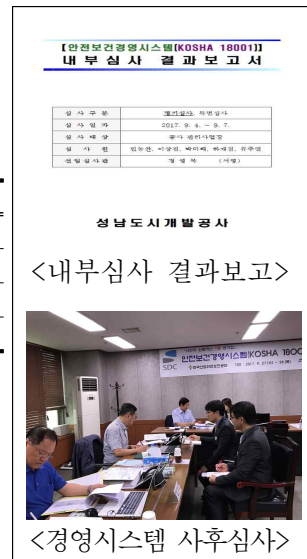 【안전보건경영시스템[KOSHA 18001]】
내부심사 결과보고서
심사구분 정기심사, 특별심사
심사일자 2017. 9. 4. ~ 9. 7.
심사대상 공사 관리사업장
심사원
선임심사원 (서명)
성남도시개발공사
<내부심사 결과보고>
SDC
안전보건경영시스템(KOSHA 1800
<경영시스템 사후심사>